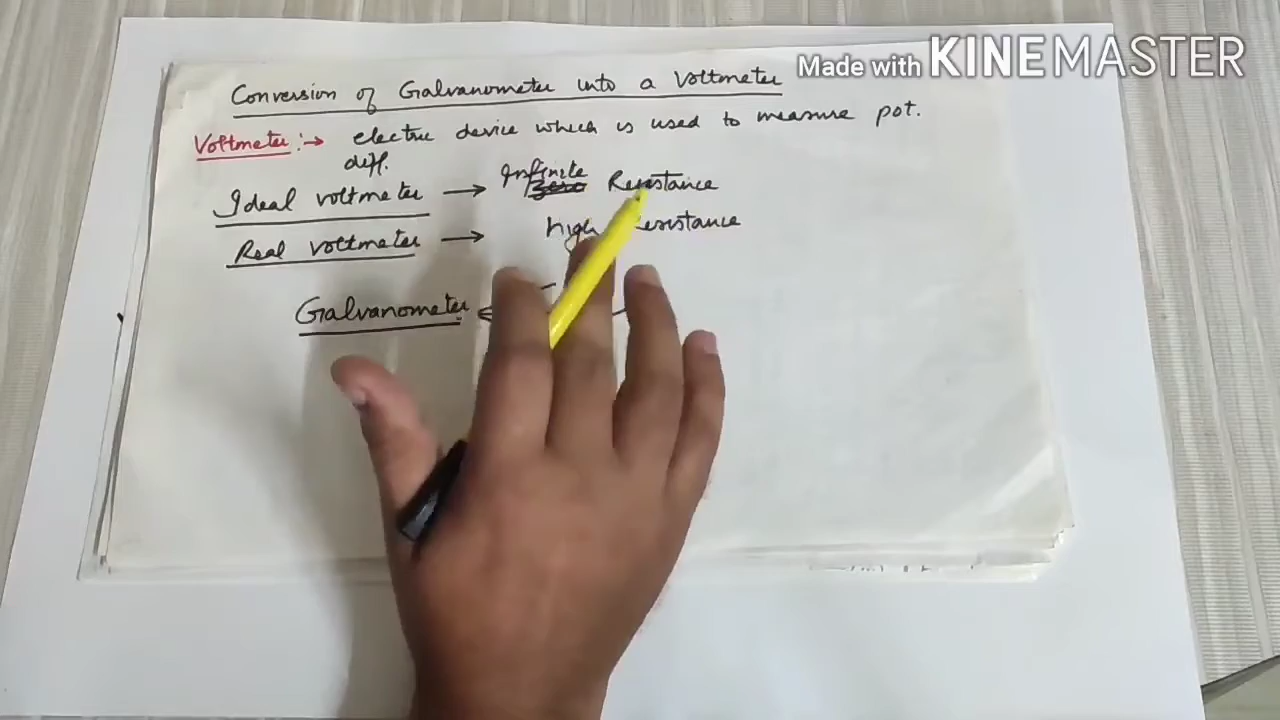 Made with KINEMASTER
Conversion of Galvanometer into a Voltmeter
Voltmeter :→ electric device which is used to measure pot.
diff.
Ideal voltmeter → Infinite Zero Resistance
Real voltmeter → high Resistance
Galvanometer